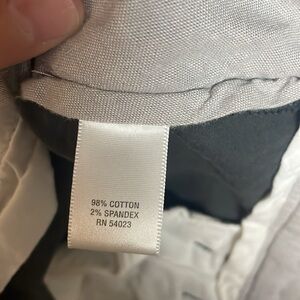 98% COTTON
2% SPANDEX
RN 54023